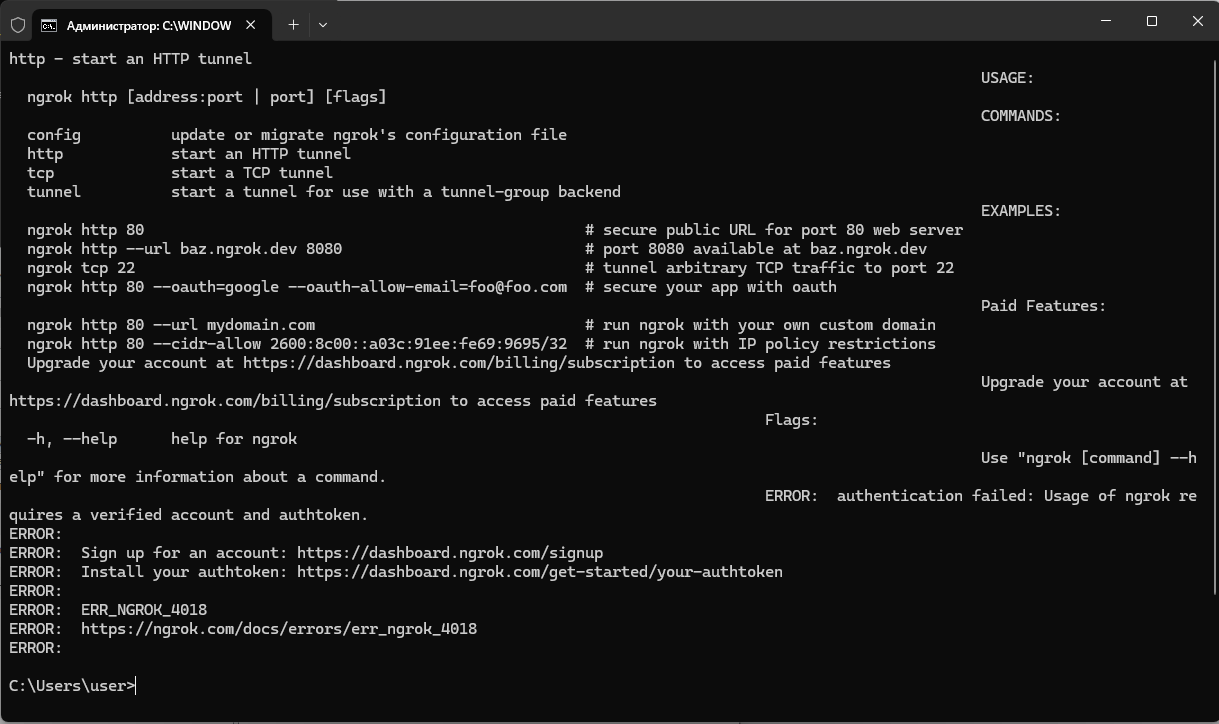 Администратор: C:\WINDOW
http - start an HTTP tunnel
USAGE:
ngrok http [address:port | port] [flags]
COMMANDS:
config          update or migrate ngrok's configuration file
http            start an HTTP tunnel
tcp             start a TCP tunnel
tunnel          start a tunnel for use with a tunnel-group backend
EXAMPLES:
ngrok http 80                                                 # secure public URL for port 80 web server
ngrok http --url baz.ngrok.dev 8080                           # port 8080 available at baz.ngrok.dev
ngrok tcp 22                                                  # tunnel arbitrary TCP traffic to port 22
ngrok http 80 --oauth=google --oauth-allow-email=foo@foo.com  # secure your app with oauth
Paid Features:
ngrok http 80 --url mydomain.com                              # run ngrok with your own custom domain
ngrok http 80 --cidr-allow 2600:8c00::a03c:91ee:fe69:9695/32  # run ngrok with IP policy restrictions
Upgrade your account at https://dashboard.ngrok.com/billing/subscription to access paid features
Upgrade your account at
https://dashboard.ngrok.com/billing/subscription to access paid features
Flags:
-h, --help      help for ngrok
Use "ngrok [command] --h
elp" for more information about a command.
ERROR:  authentication failed: Usage of ngrok re
quires a verified account and authtoken.
ERROR:
ERROR:  Sign up for an account: https://dashboard.ngrok.com/signup
ERROR:  Install your authtoken: https://dashboard.ngrok.com/get-started/your-authtoken
ERROR:
ERROR:  ERR_NGROK_4018
ERROR:  https://ngrok.com/docs/errors/err_ngrok_4018
ERROR:
C:\Users\user>